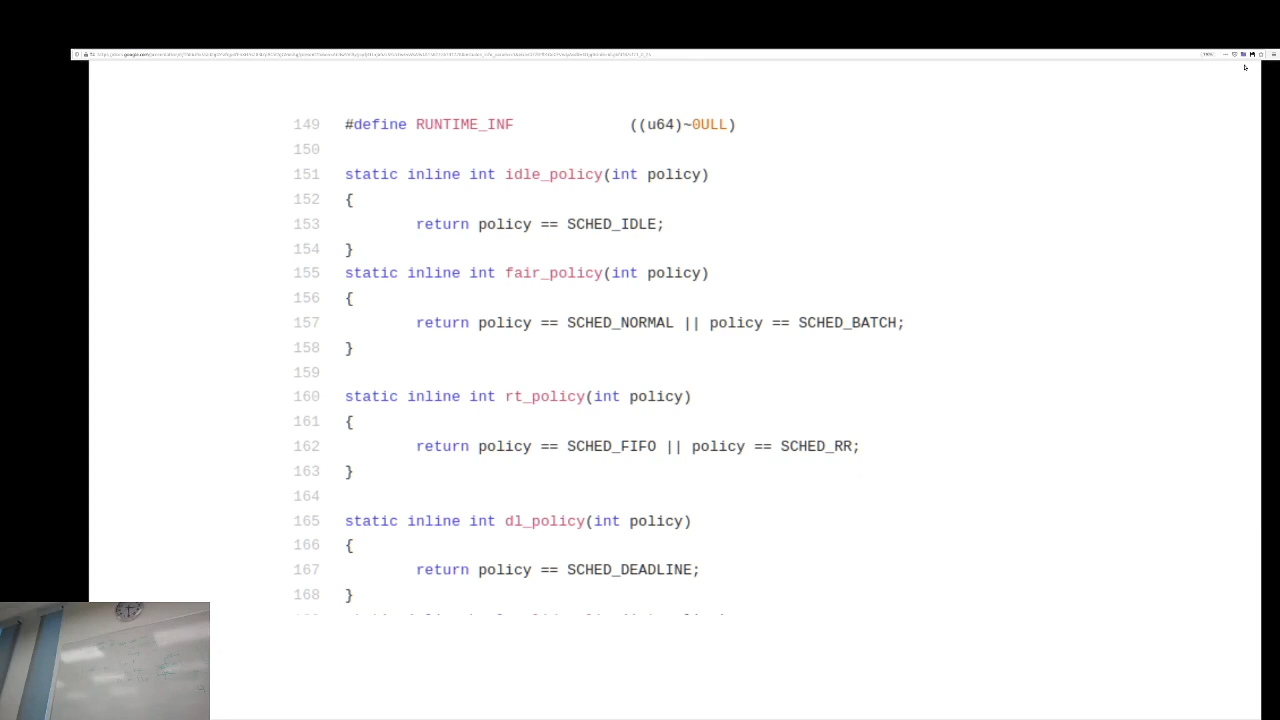 149 #define RUNTIME_INF ((u64)~0ULL)
150
151 static inline int idle_policy(int policy)
152 {
153 return policy == SCHED_IDLE;
154 }
155 static inline int fair_policy(int policy)
156 {
157 return policy == SCHED_NORMAL || policy == SCHED_BATCH;
158 }
159
160 static inline int rt_policy(int policy)
161 {
162 return policy == SCHED_FIFO || policy == SCHED_RR;
163 }
164
165 static inline int dl_policy(int policy)
166 {
167 return policy == SCHED_DEADLINE;
168 }